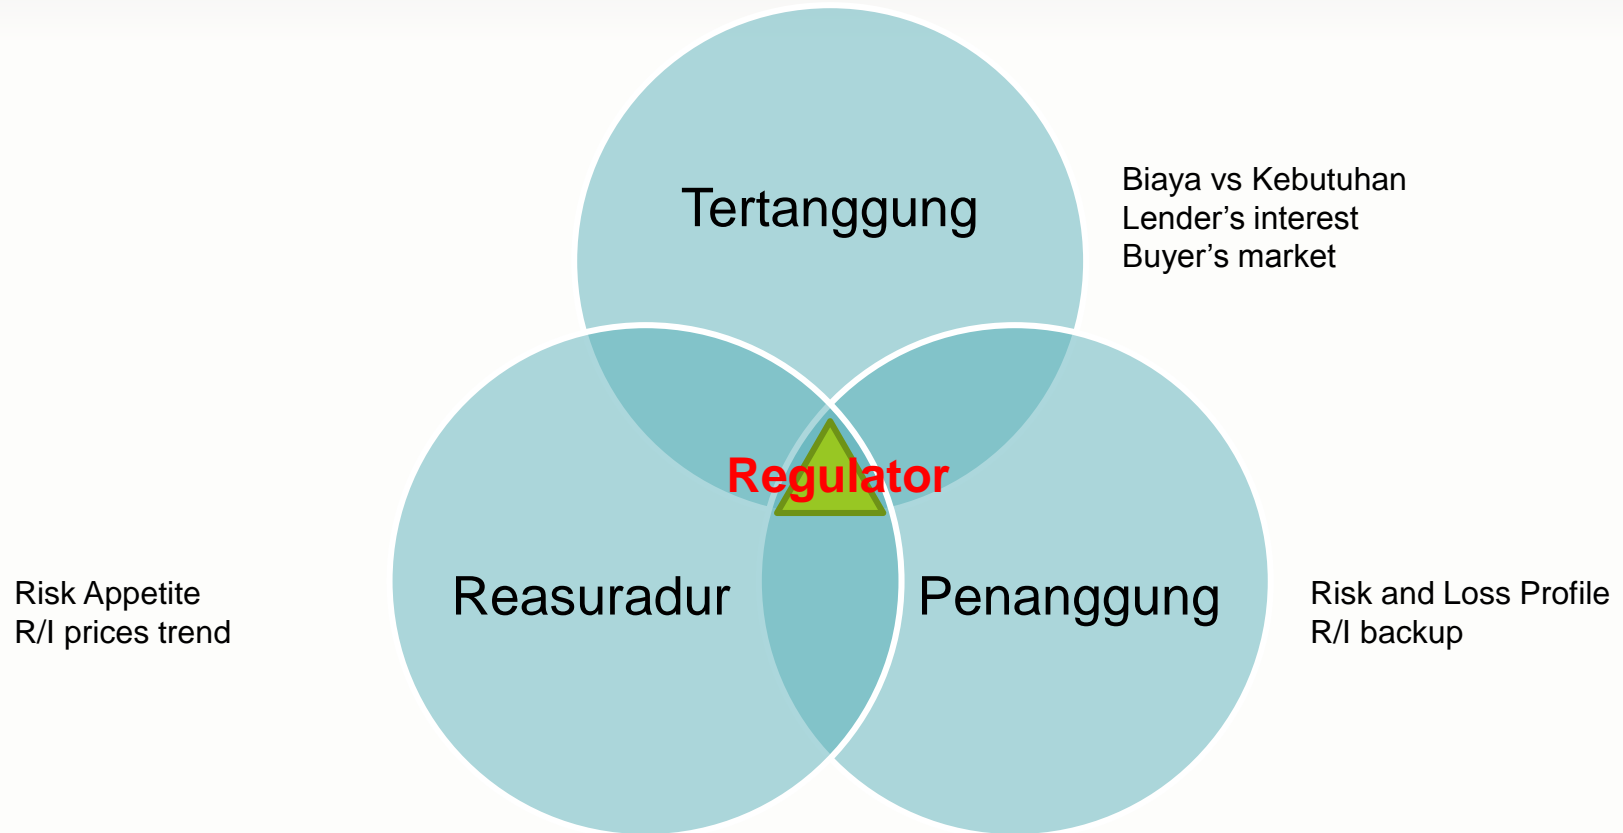 Tertanggung
Biaya vs Kebutuhan
Lender’s interest
Buyer’s market
Regulator
Risk Appetite
R/I prices trend
Reasuradur
Penanggung
Risk and Loss Profile
R/I backup